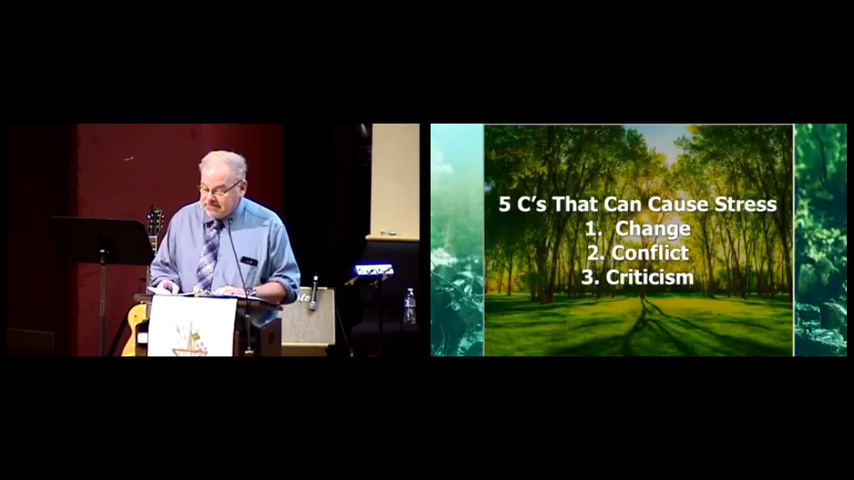 5 C's That Can Cause Stress
1. Change
2. Conflict
3. Criticism